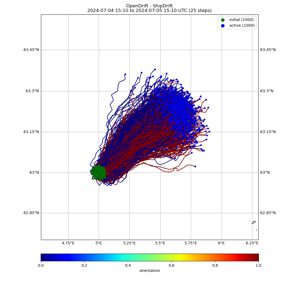 OpenDrift - ShipDrift
2024-07-04 15:10 to 2024-07-05 15:10 UTC (25 steps)
initial (1000)
active (1000)
63.45°N 63.45°N
63.3°N 63.3°N
63.15°N 63.15°N
63°N 63°N
62.85°N 62.85°N
4.75°E 5°E 5.25°E 5.5°E 5.75°E 6°E 6.25°E
0.0 0.2 0.4 0.6 0.8 1.0
orientation